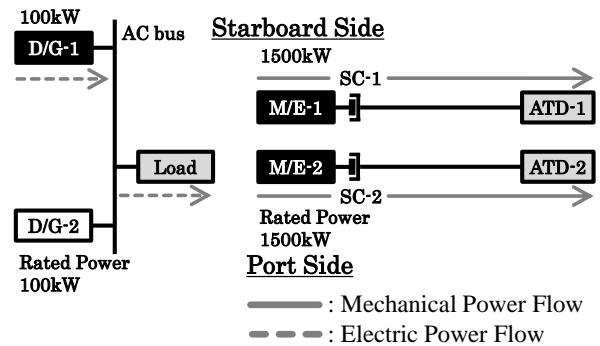 100kW
D/G-1
AC bus
Load
D/G-2
Rated Power
100kW
Starboard Side
1500kW
SC-1
M/E-1
ATD-1
M/E-2
ATD-2
SC-2
Rated Power
1500kW
Port Side
: Mechanical Power Flow
: Electric Power Flow